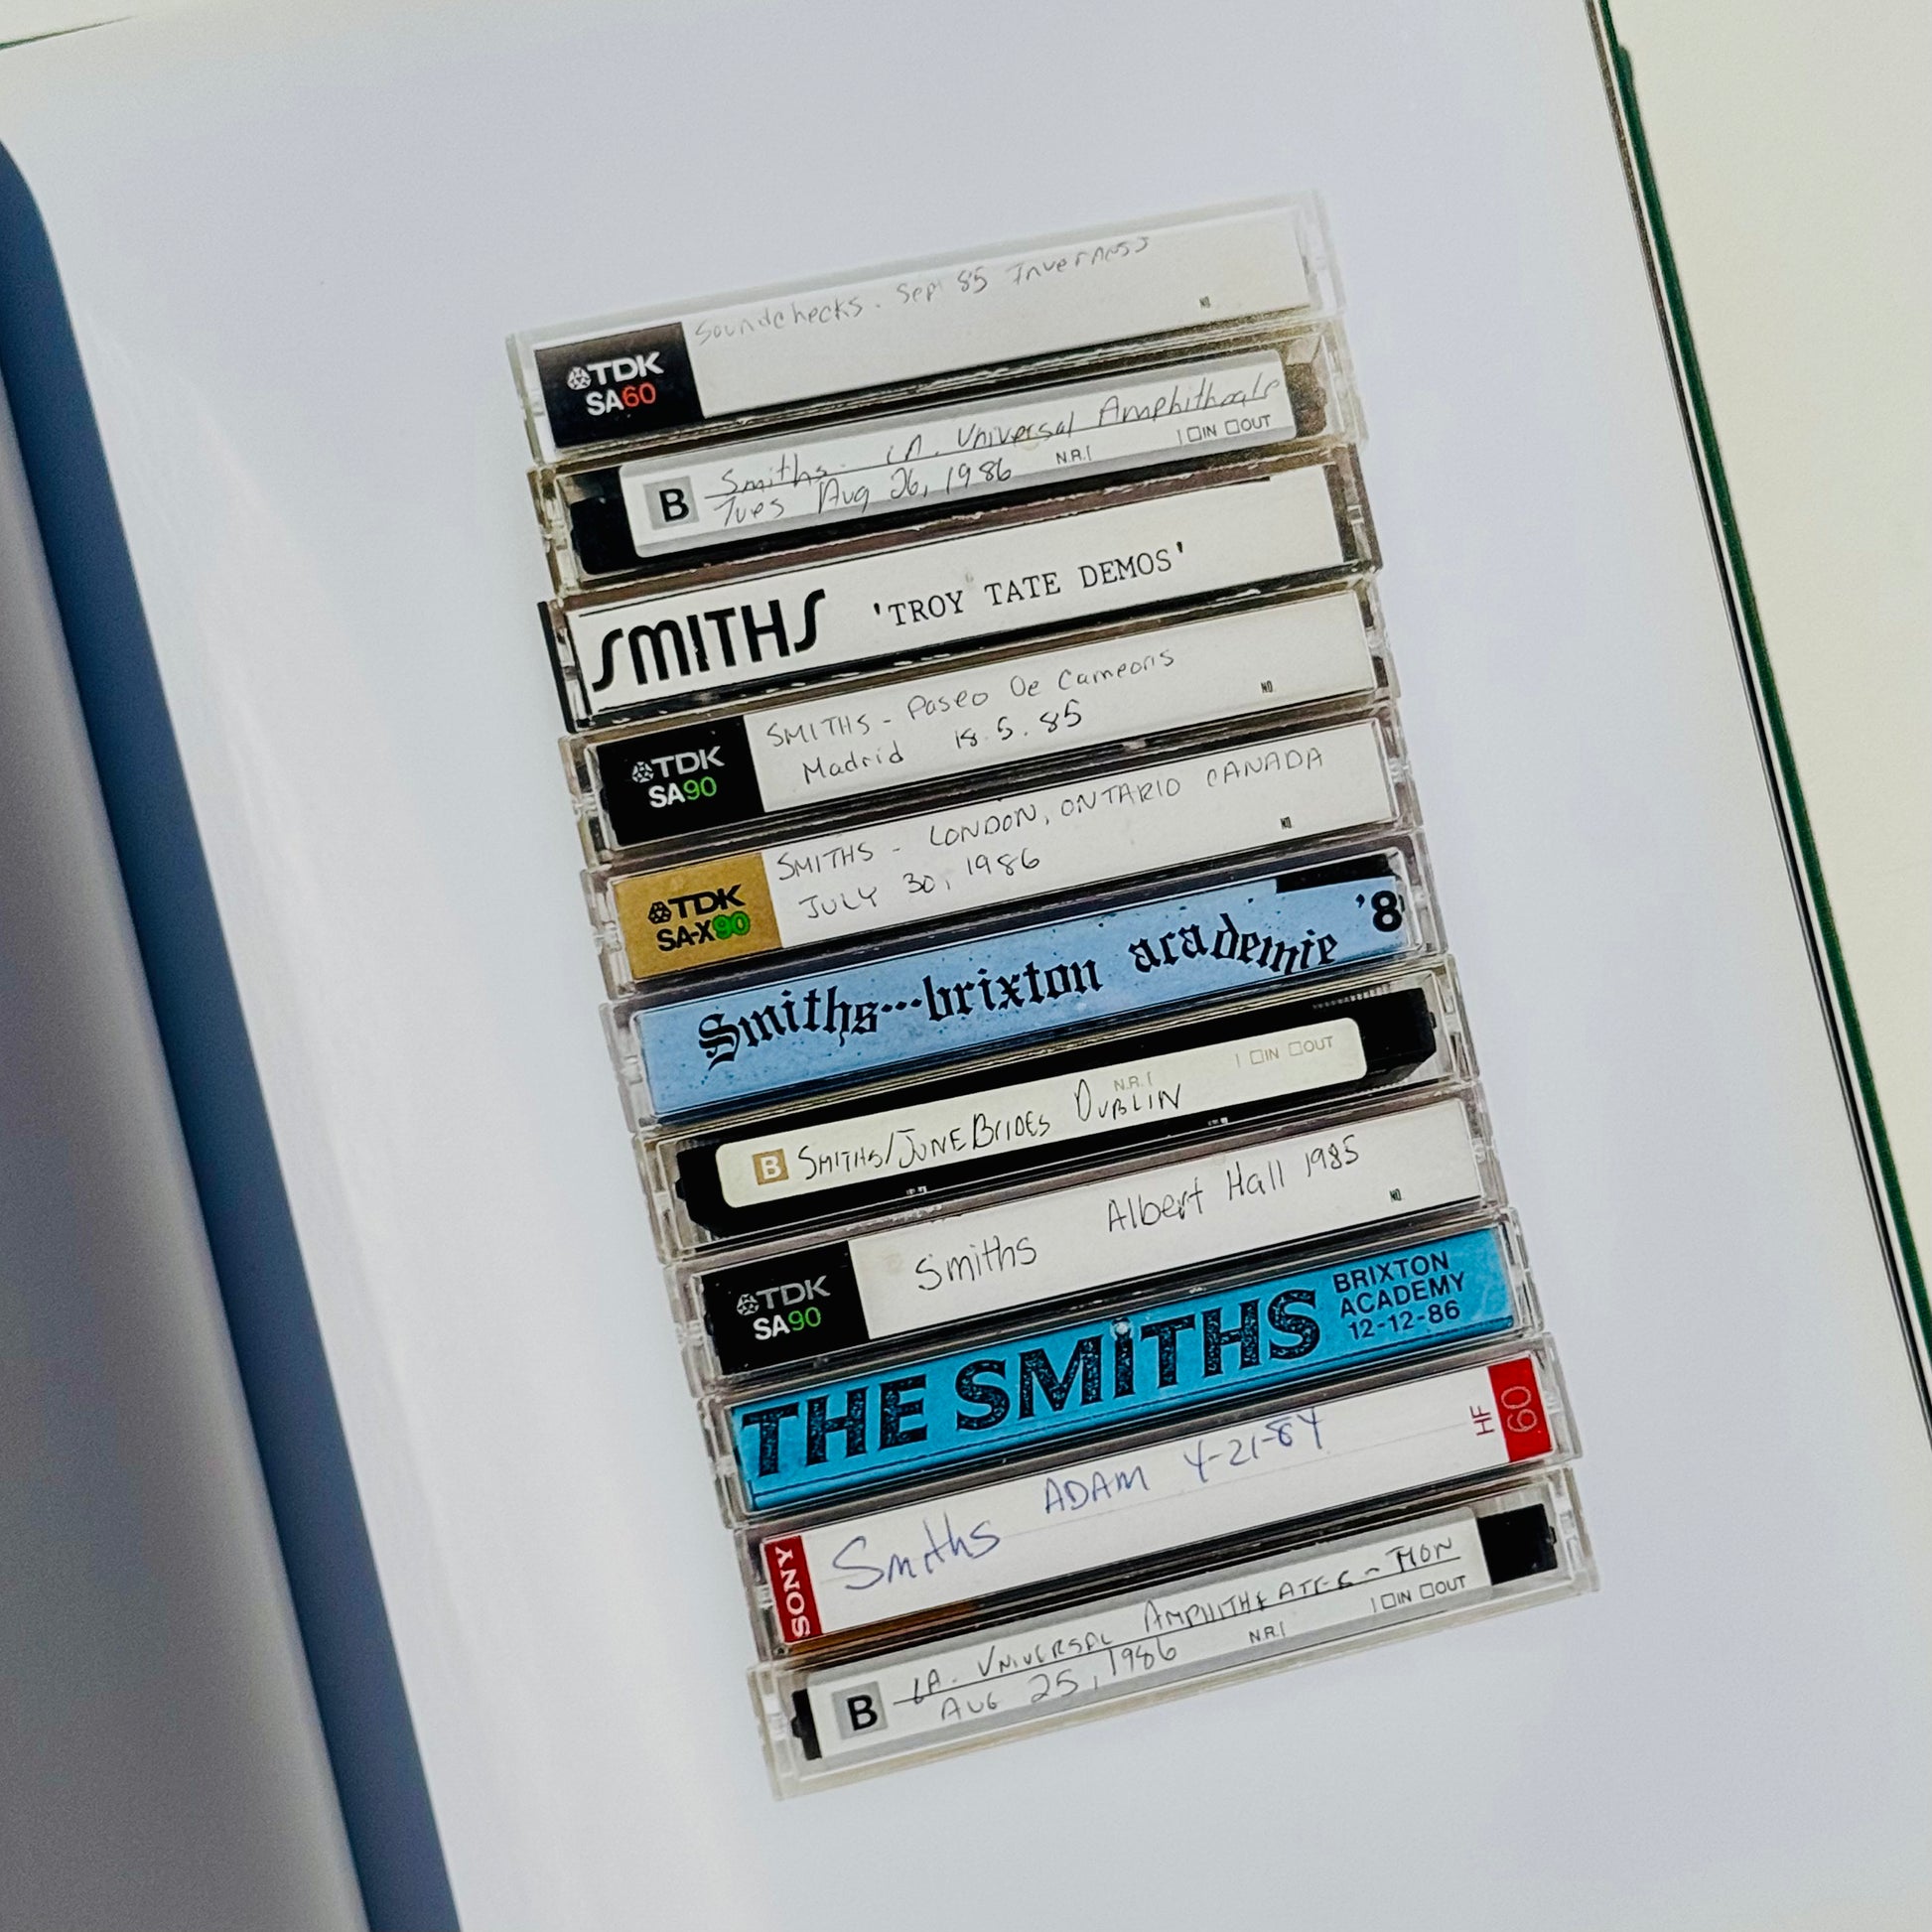 Soundchecks. Sep 85 Inverness
NO
TDK
SA60
B
Smiths - LA. Universal Amphitheatre
Tues Aug 26, 1986
N.R.
IN OUT
SMITHS 'TROY TATE DEMOS'
TDK
SA90
SMITHS - Paseo De Cameons
Madrid 18.5.85
NO
TDK
SA-X90
SMITHS - LONDON, ONTARIO CANADA
JULY 30, 1986
NO
Smiths...brixton academie '8
B
SMITHS/JUNE BRIDES DUBLIN
N.R.
IN OUT
TDK
SA90
Smiths Albert Hall 1985
NO
THE SMITHS
BRIXTON
ACADEMY
12-12-86
SONY
Smiths ADAM 4-21-84
HF
60
B
LA. UNIVERSAL AMPHITHEATER - MON
AUG 25, 1986
N.R.
IN OUT